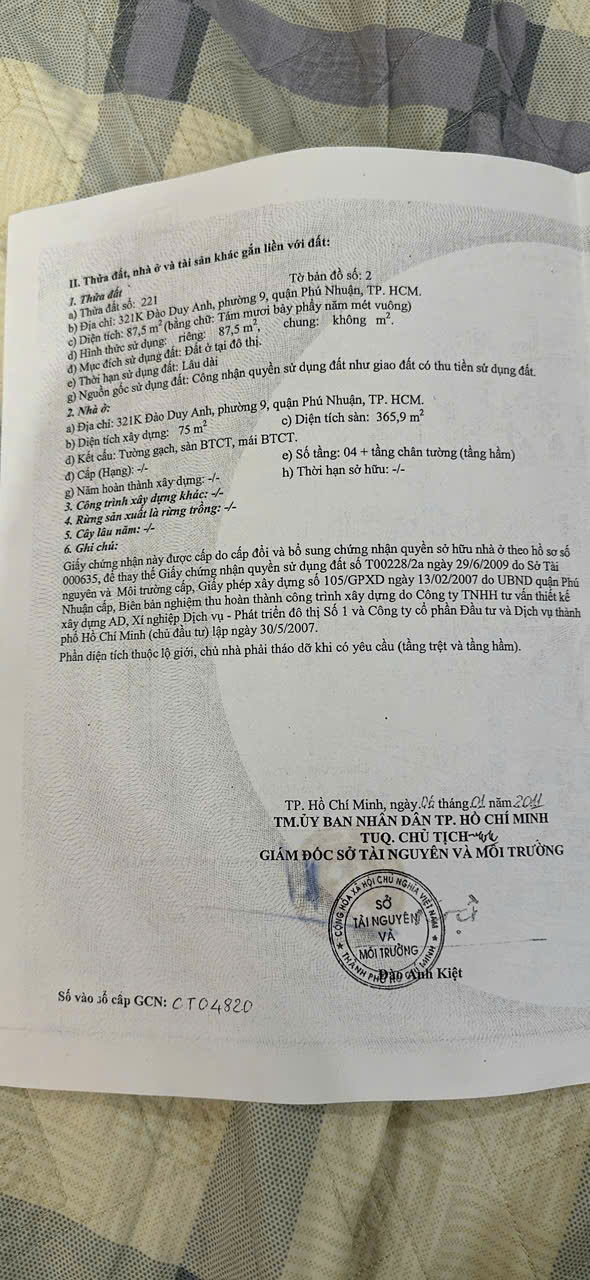 II. Thửa đất, nhà ở và tài sản khác gắn liền với đất:
1. Thửa đất
a) Thửa đất số: 221 Tờ bản đồ số: 2
b) Địa chỉ: 321K Đào Duy Anh, phường 9, quận Phú Nhuận, TP. HCM.
c) Diện tích: 87,5 m² (bằng chữ: Tám mươi bảy phẩy năm mét vuông)
d) Hình thức sử dụng: riêng: 87,5 m², chung: không m².
đ) Mục đích sử dụng đất: Đất ở tại đô thị.
e) Thời hạn sử dụng đất: Lâu dài
g) Nguồn gốc sử dụng đất: Công nhận quyền sử dụng đất như giao đất có thu tiền sử dụng đất.
2. Nhà ở:
a) Địa chỉ: 321K Đào Duy Anh, phường 9, quận Phú Nhuận, TP. HCM.
b) Diện tích xây dựng: 75 m² c) Diện tích sàn: 365,9 m²
d) Kết cấu: Tường gạch, sàn BTCT, mái BTCT.
đ) Cấp (Hạng): -/- e) Số tầng: 04 + tầng chân tường (tầng hầm)
g) Năm hoàn thành xây dựng: -/- h) Thời hạn sở hữu: -/-
3. Công trình xây dựng khác: -/-
4. Rừng sản xuất là rừng trồng: -/-
5. Cây lâu năm: -/-
6. Ghi chú:
Giấy chứng nhận này được cấp do cấp đổi và bổ sung chứng nhận quyền sở hữu nhà ở theo hồ sơ số
000635, để thay thế Giấy chứng nhận quyền sử dụng đất số T00228/2a ngày 29/6/2009 do Sở Tài
nguyên và Môi trường cấp, Giấy phép xây dựng số 105/GPXD ngày 13/02/2007 do UBND quận Phú
Nhuận cấp, Biên bản nghiệm thu hoàn thành công trình xây dựng do Công ty TNHH tư vấn thiết kế
xây dựng AD, Xí nghiệp Dịch vụ - Phát triển đô thị Số 1 và Công ty cổ phần Đầu tư và Dịch vụ thành
phố Hồ Chí Minh (chủ đầu tư) lập ngày 30/5/2007.
Phần diện tích thuộc lộ giới, chủ nhà phải tháo dỡ khi có yêu cầu (tầng trệt và tầng hầm).
TP. Hồ Chí Minh, ngày 06 tháng 01 năm 2011
TM.ỦY BAN NHÂN DÂN TP. HỒ CHÍ MINH
TUQ. CHỦ TỊCH
GIÁM ĐỐC SỞ TÀI NGUYÊN VÀ MÔI TRƯỜNG
CỘNG HÒA XÃ HỘI CHỦ NGHĨA VIỆT NAM
SỞ
TÀI NGUYÊN
VÀ
MÔI TRƯỜNG
THÀNH PHỐ HỒ CHÍ MINH
Đào Anh Kiệt
Số vào sổ cấp GCN: CT04820